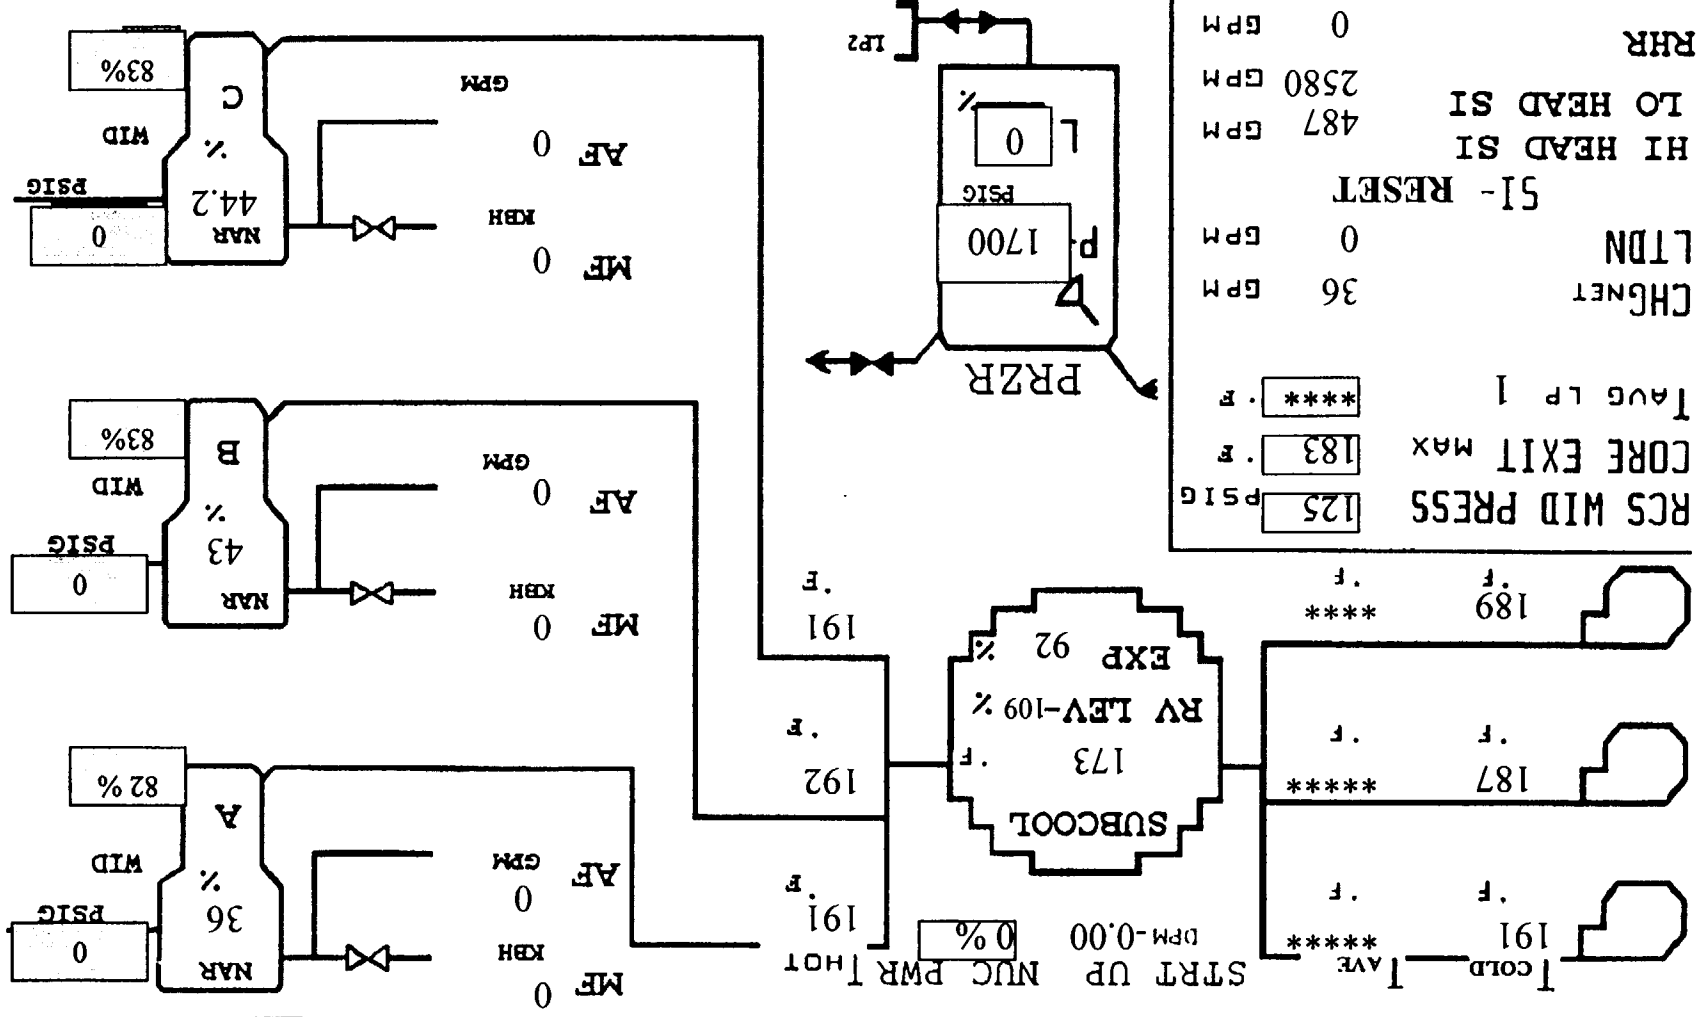 TCOLD TAVE
191 °F ***** °F
187 °F ***** °F
189 °F **** °F
STRT UP NUC PWR THOT
DPM-0.00 0 %
191 °F
192 °F
191 °F
SUBCOOL
173 °F
RV LEV-109 %
EXP 92 %
MF 0 KBH
AF 0 GPM
NAR
36 %
A
0 PSIG
WID
82 %
MF 0 KBH
AF 0 GPM
NAR
43 %
B
0 PSIG
WID
83%
MF 0 KBH
AF 0 GPM
NAR
44.2 %
C
0 PSIG
WID
83%
RCS WID PRESS 125 PSIG
CORE EXIT MAX 183 °F
TAVG LP 1 **** °F
CHGNET 36 GPM
LTDN 0 GPM
SI- RESET
HI HEAD SI 487 GPM
LO HEAD SI 2580 GPM
RHR 0 GPM
PRZR
P 1700
PSIG
L 0 %
LP2